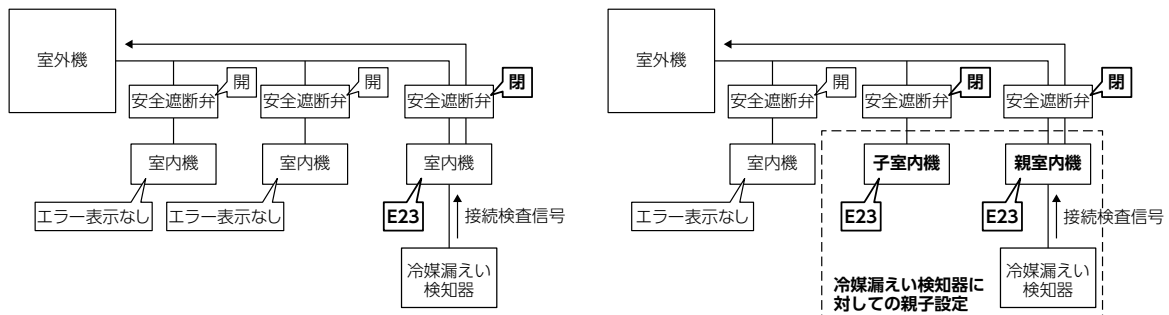 室外機
開
開
閉
安全遮断弁
安全遮断弁
安全遮断弁
室内機
室内機
室内機
エラー表示なし
エラー表示なし
E23
接続検査信号
冷媒漏えい
検知器
室外機
開
閉
閉
安全遮断弁
安全遮断弁
安全遮断弁
室内機
子室内機
親室内機
エラー表示なし
E23
E23
接続検査信号
冷媒漏えい
検知器
冷媒漏えい検知器に
対しての親子設定